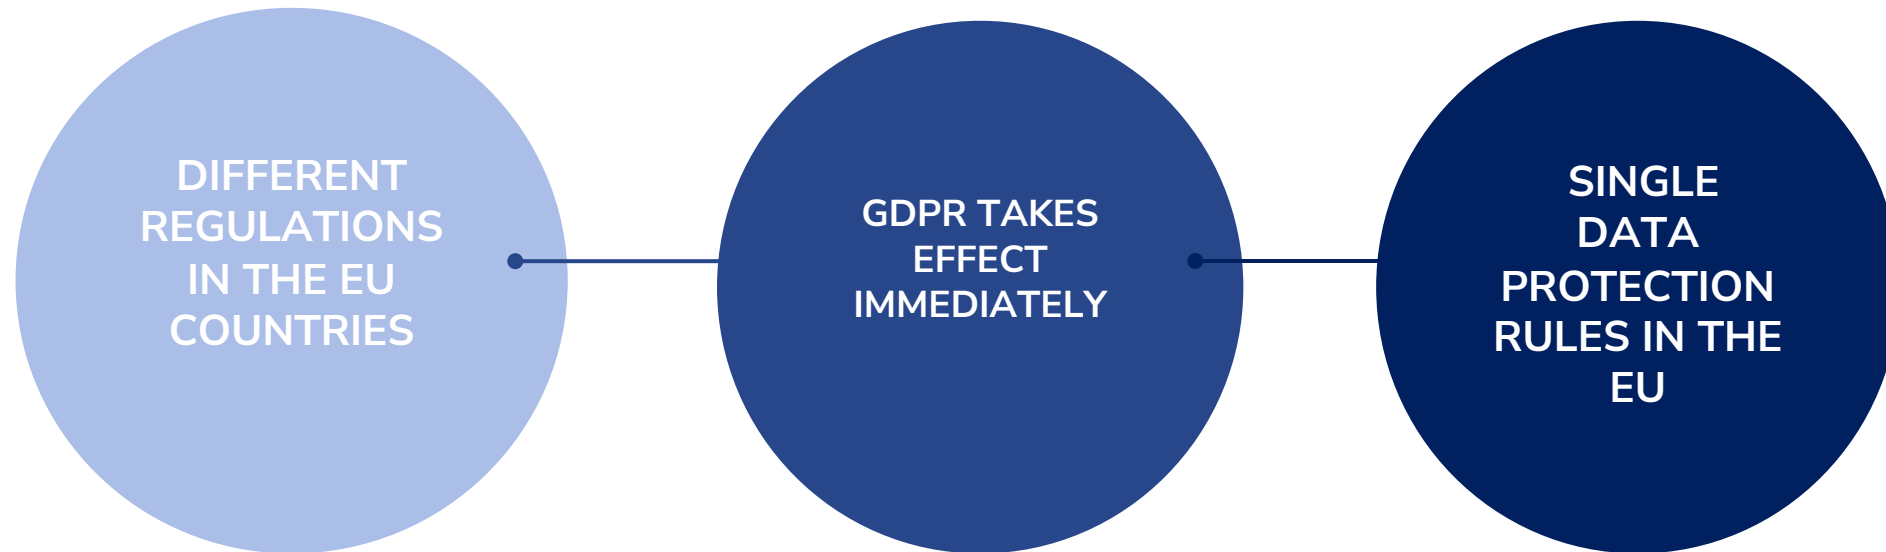 DIFFERENT
REGULATIONS
IN THE EU
COUNTRIES
GDPR TAKES
EFFECT
IMMEDIATELY
SINGLE
DATA
PROTECTION
RULES IN THE
EU